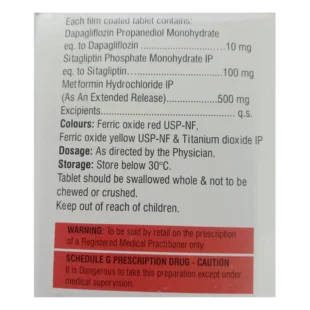 Each film coated tablet contains:
Dapagliflozin Propanediol Monohydrate
eq. to Dapagliflozin.....................10 mg
Sitagliptin Phosphate Monohydrate IP
eq. to Sitagliptin........................100 mg
Metformin Hydrochloride IP
(As An Extended Release)...............500 mg
Excipients....................................... q.s.
Colours: Ferric oxide red USP-NF,
Ferric oxide yellow USP-NF & Titanium dioxide IP
Dosage: As directed by the Physician.
Storage: Store below 30°C.
Tablet should be swallowed whole & not to be
chewed or crushed.
Keep out of reach of children.
WARNING: To be sold by retail on the prescription
of a Registered Medical Practitioner only
SCHEDULE G PRESCRIPTION DRUG - CAUTION
It is Dangerous to take this preparation except under
medical supervision.